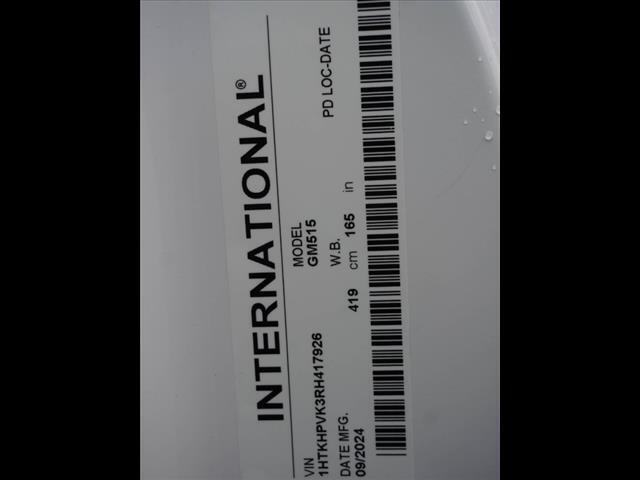 INTERNATIONAL®
VIN MODEL
1HTKHPVK3RH417926 GM515
DATE MFG. W.B. PD LOC-DATE
09/2024 419 cm 165 in